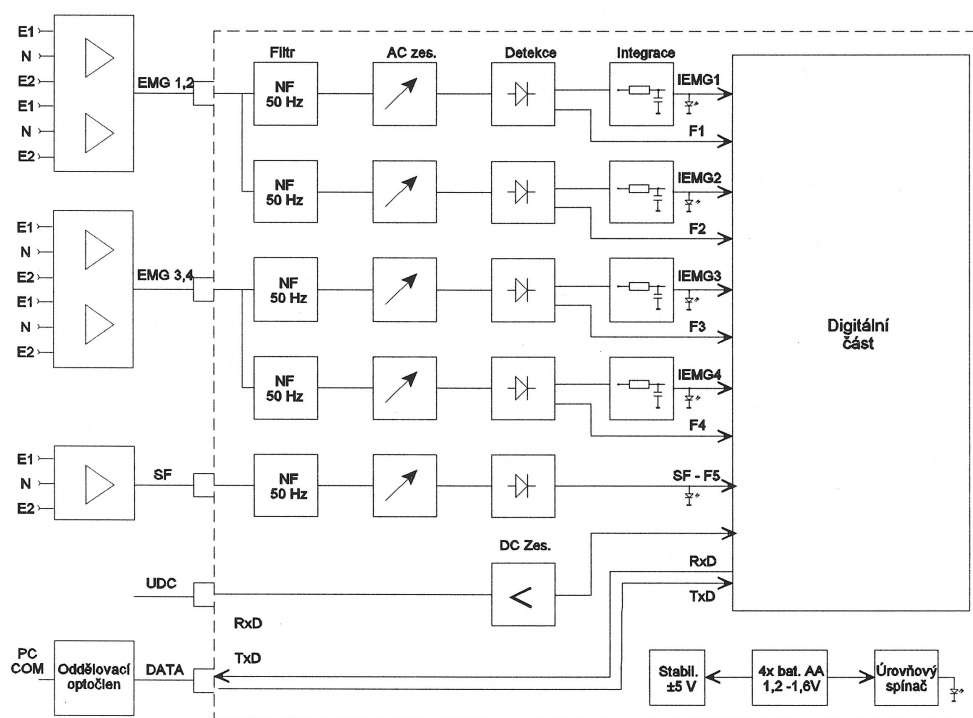 Filtr
AC zes.
Detekce
Integrace
E1
N
E2
E1
N
E2
EMG 1,2
NF
50 Hz
IEMG1
F1
NF
50 Hz
IEMG2
F2
E1
N
E2
E1
N
E2
EMG 3,4
NF
50 Hz
IEMG3
F3
NF
50 Hz
IEMG4
F4
Digitální
část
E1
N
E2
SF
NF
50 Hz
SF - F5
DC Zes.
UDC
<
RxD
TxD
RxD
TxD
PC
COM
Oddělovací
optočlen
DATA
Stabil.
±5 V
4x bat. AA
1,2 -1,6V
Úrovňový
spínač